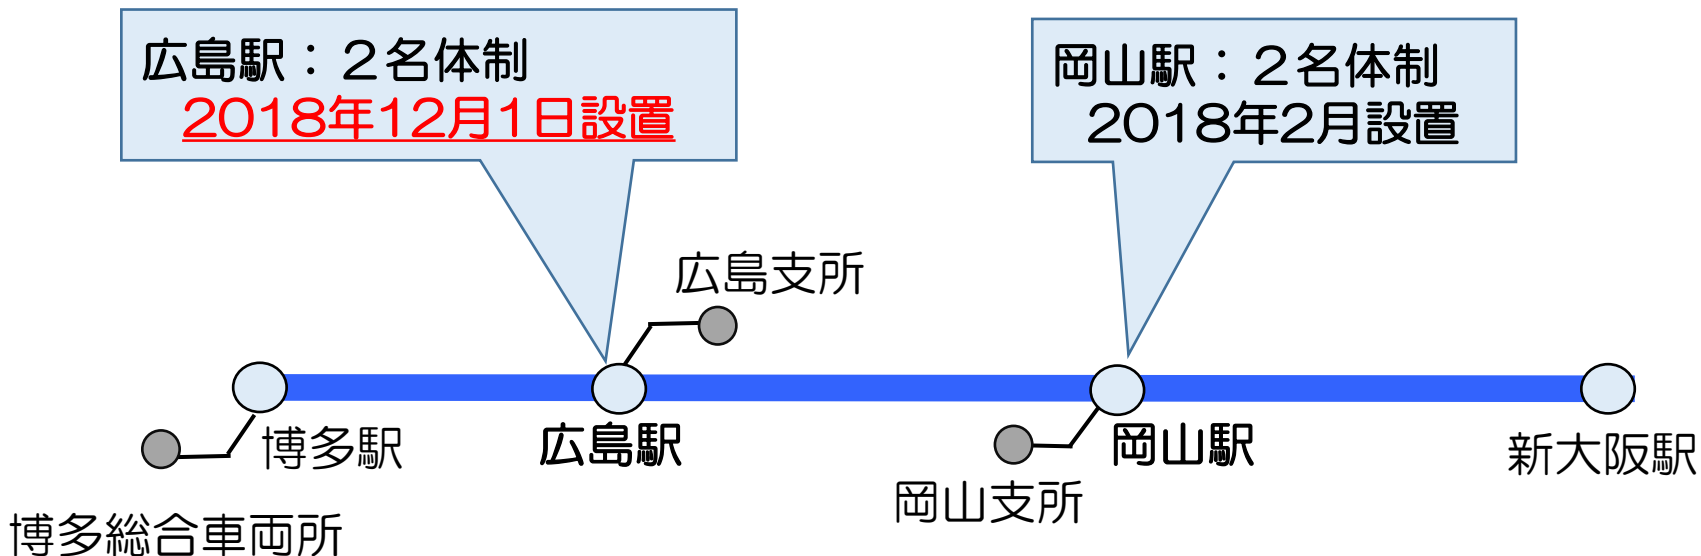 広島駅：２名体制
2018年12月1日設置
岡山駅：２名体制
2018年2月設置
広島支所
博多駅
広島駅
岡山駅
新大阪駅
岡山支所
博多総合車両所